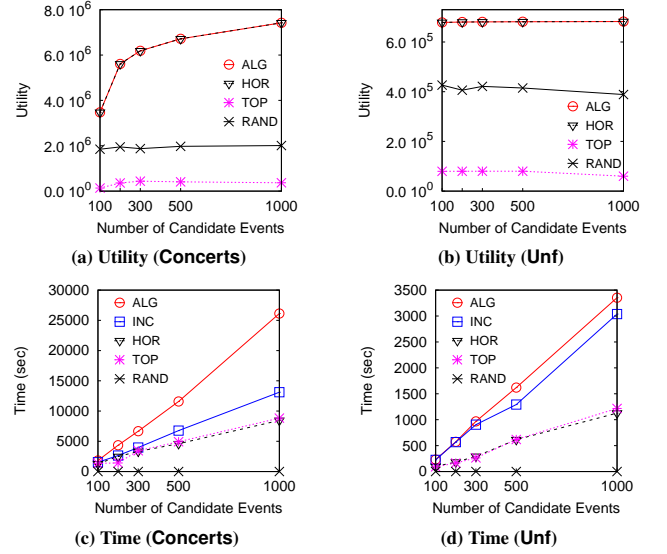 8.0 10^6
6.0 10^6
4.0 10^6
2.0 10^6
0.0 10^0
Utility
ALG
HOR
TOP
RAND
100 300 500 1000
Number of Candidate Events
(a) Utility (Concerts)
6.0 10^5
4.0 10^5
2.0 10^5
0.0 10^0
Utility
ALG
HOR
TOP
RAND
100 300 500 1000
Number of Candidate Events
(b) Utility (Unf)
30000
25000
20000
15000
10000
5000
0
Time (sec)
ALG
INC
HOR
TOP
RAND
100 300 500 1000
Number of Candidate Events
(c) Time (Concerts)
3500
3000
2500
2000
1500
1000
500
0
Time (sec)
ALG
INC
HOR
TOP
RAND
100 300 500 1000
Number of Candidate Events
(d) Time (Unf)